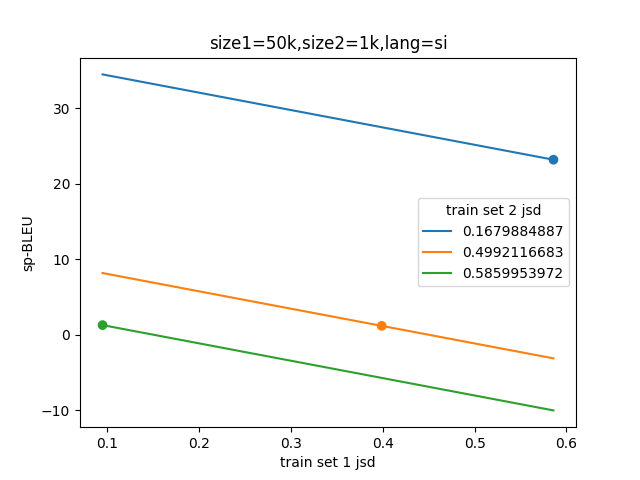 size1=50k,size2=1k,lang=si
sp-BLEU
30
20
10
0
−10
train set 2 jsd
0.1679884887
0.4992116683
0.5859953972
0.1 0.2 0.3 0.4 0.5 0.6
train set 1 jsd